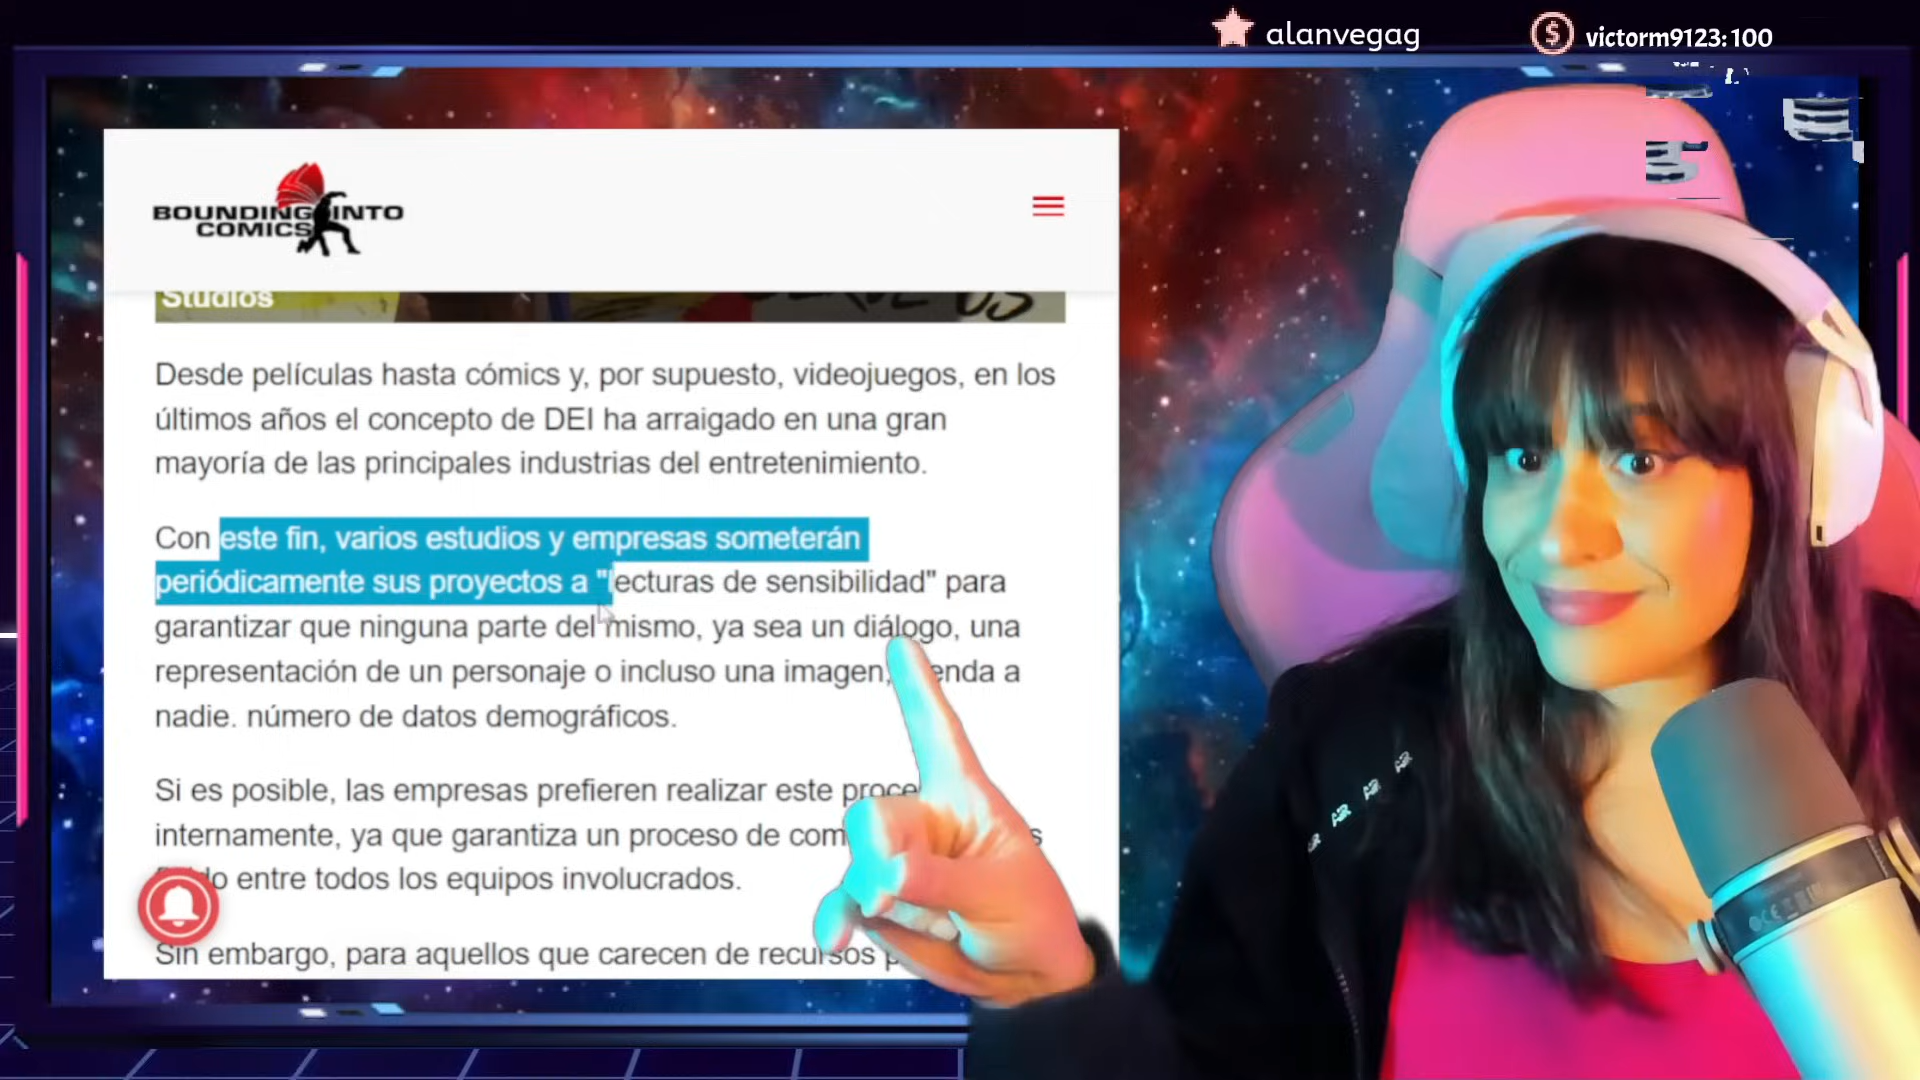 alanvegag
victorm9123: 100
BOUNDING INTO
COMICS
Studios
Desde películas hasta cómics y, por supuesto, videojuegos, en los
últimos años el concepto de DEI ha arraigado en una gran
mayoría de las principales industrias del entretenimiento.
Con este fin, varios estudios y empresas someterán
periódicamente sus proyectos a "lecturas de sensibilidad" para
garantizar que ninguna parte del mismo, ya sea un diálogo, una
representación de un personaje o incluso una imagen, enda a
nadie. número de datos demográficos.
Si es posible, las empresas prefieren realizar este proce
internamente, ya que garantiza un proceso de com
do entre todos los equipos involucrados.
Sin embargo, para aquellos que carecen de recursos p